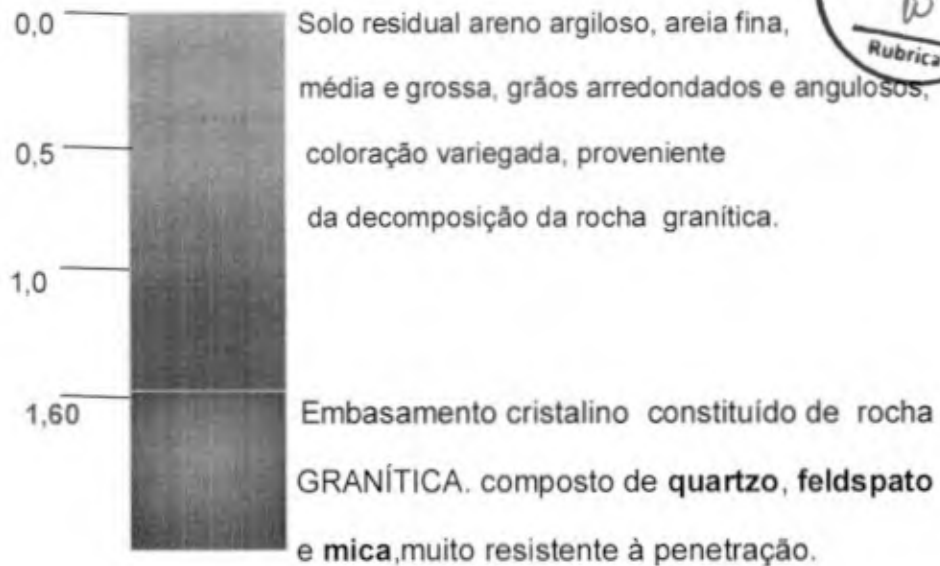 0,0
Solo residual areno argiloso, areia fina,
Rubrica
média e grossa, grãos arredondados e angulosos,
0,5
coloração variegada, proveniente
da decomposição da rocha granítica.
1,0
1,60
Embasamento cristalino constituído de rocha
GRANÍTICA. composto de quartzo, feldspato
e mica,muito resistente à penetração.